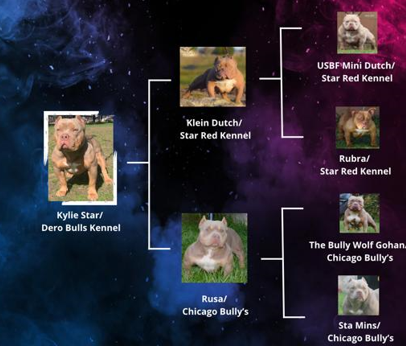 USBF Mini Dutch/
Star Red Kennel
Klein Dutch/
Star Red Kennel
Rubra/
Star Red Kennel
Kylie Star/
Dero Bulls Kennel
The Bully Wolf Gohan/
Chicago Bully's
Rusa/
Chicago Bully's
Sta Mins/
Chicago Bully's